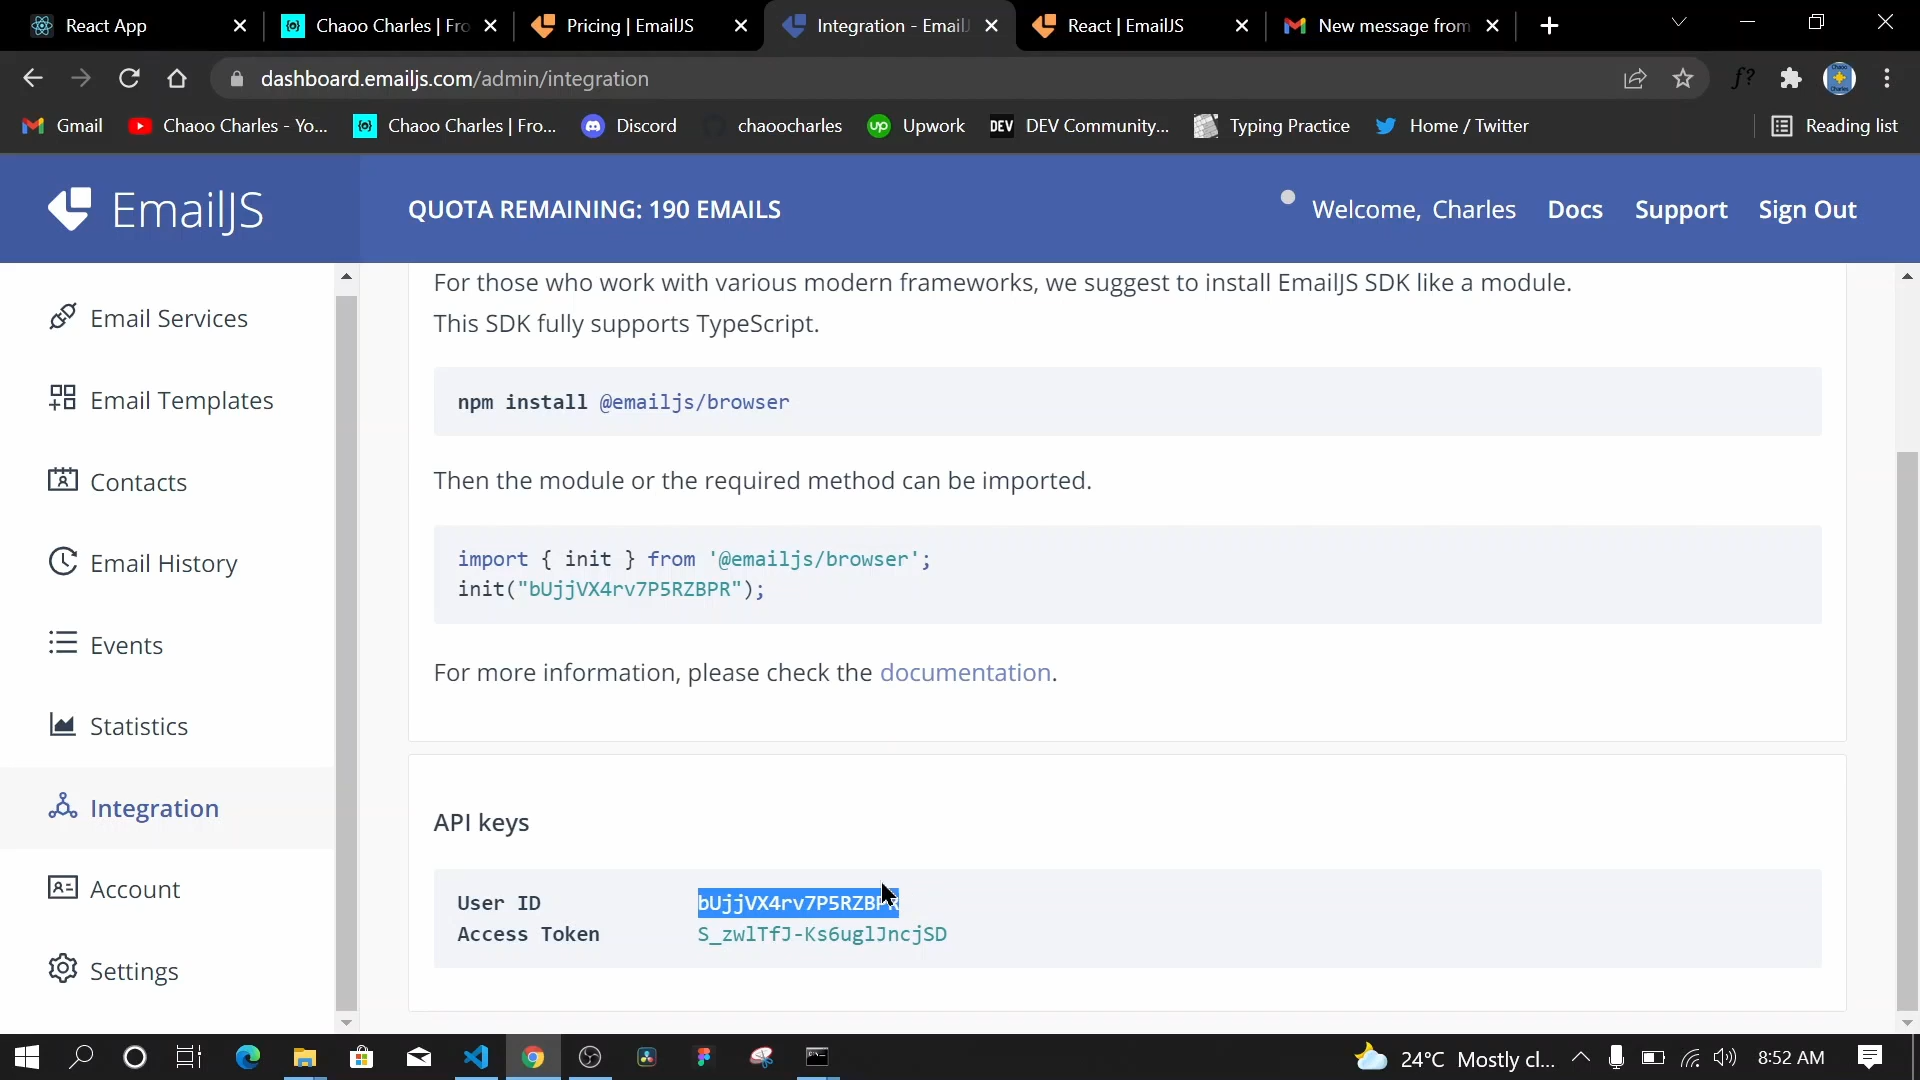 React App
Chaoo Charles | Fro
Pricing | EmailJS
Integration - EmailJ
React | EmailJS
New message from
dashboard.emailjs.com/admin/integration
f?
Gmail
Chaoo Charles - Yo...
Chaoo Charles | Fro...
Discord
chaoocharles
Upwork
DEV Community...
Typing Practice
Home / Twitter
Reading list
EmailJS
QUOTA REMAINING: 190 EMAILS
Welcome, Charles
Docs
Support
Sign Out
Email Services
Email Templates
Contacts
Email History
Events
Statistics
Integration
Account
Settings
For those who work with various modern frameworks, we suggest to install EmailJS SDK like a module.
This SDK fully supports TypeScript.
npm install @emailjs/browser
Then the module or the required method can be imported.
import { init } from '@emailjs/browser';
init("bUjjVX4rv7P5RZBPR");
For more information, please check the documentation.
API keys
User ID bUjjVX4rv7P5RZBPR
Access Token S_zwlTfJ-Ks6uglJncjSD
24°C Mostly cl...
8:52 AM